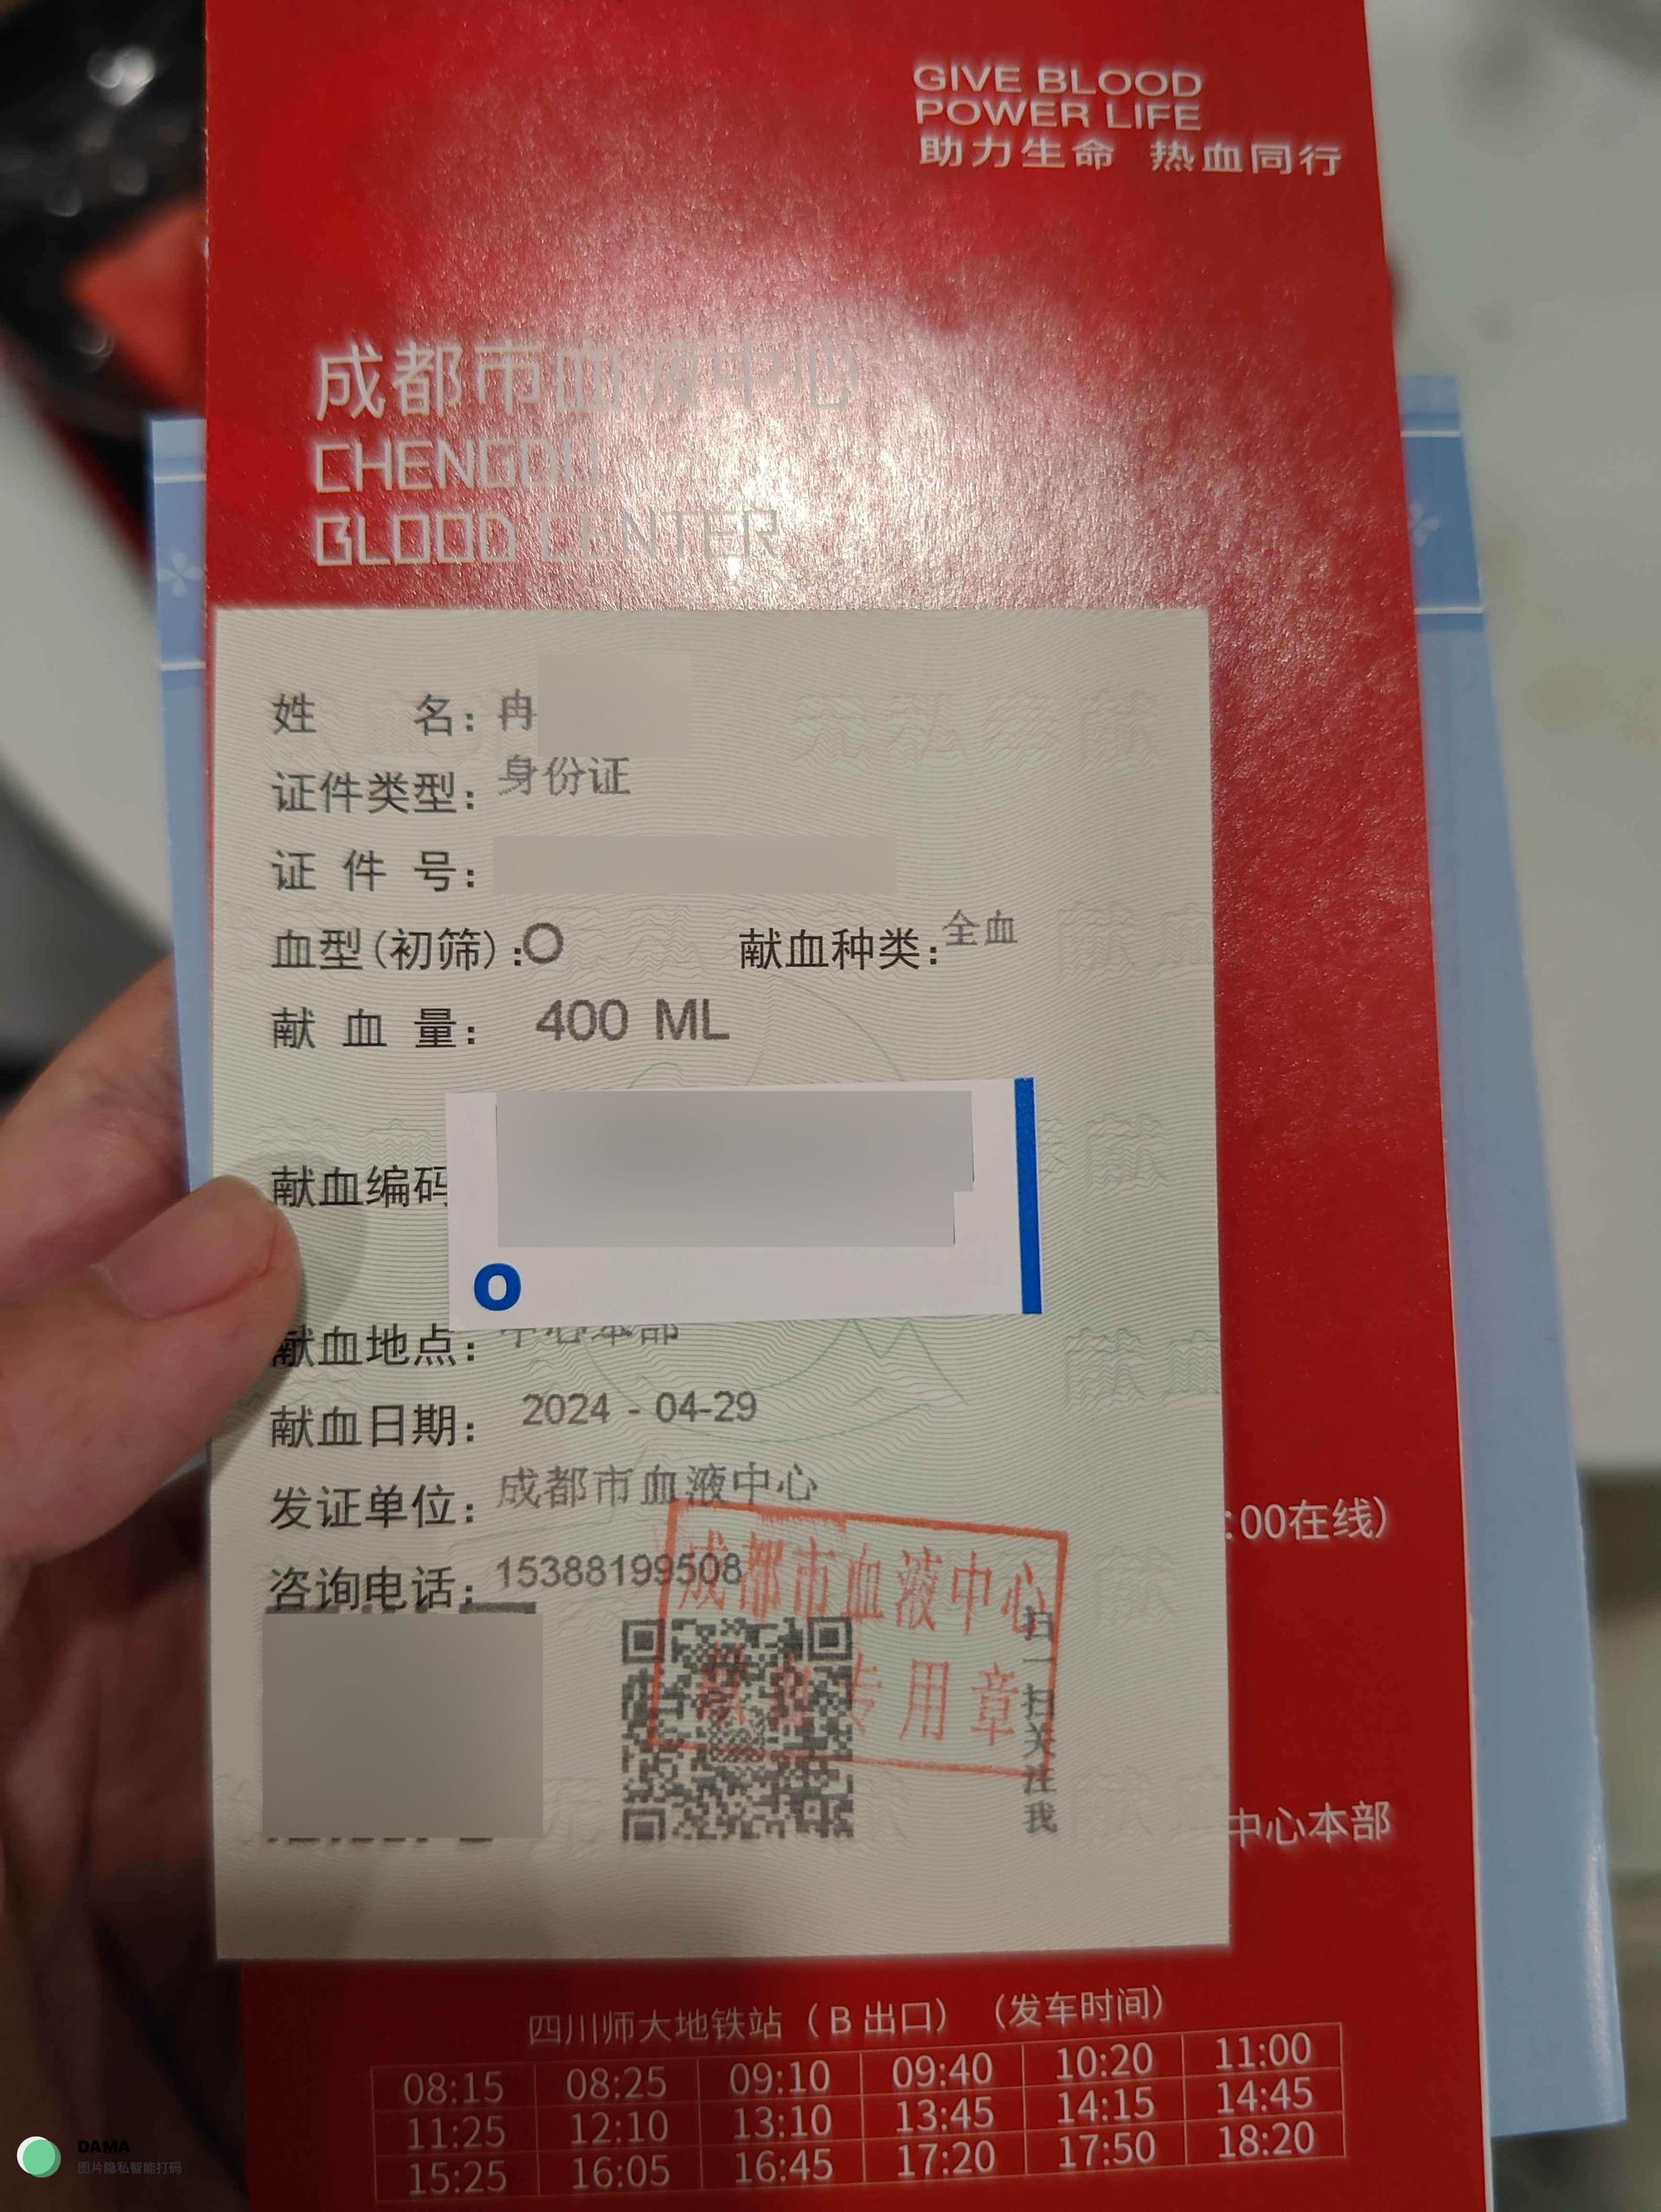 GIVE BLOOD
POWER LIFE
助力生命 热血同行
成都市血液中心
CHENGDU
BLOOD CENTER
姓 名：冉
证件类型：身份证
证 件 号：
血型(初筛)：O 献血种类：全血
献 血 量： 400 ML
献血编码
O
献血地点：中心本部
献血日期： 2024 - 04-29
发证单位：成都市血液中心
咨询电话：15388199508
成都市血液中心
献血专用章
扫一扫关注我
:00在线）
中心本部
四川师大地铁站（B 出口）（发车时间）
08:15 08:25 09:10 09:40 10:20 11:00
11:25 12:10 13:10 13:45 14:15 14:45
15:25 16:05 16:45 17:20 17:50 18:20
DAMA
图片隐私智能打码